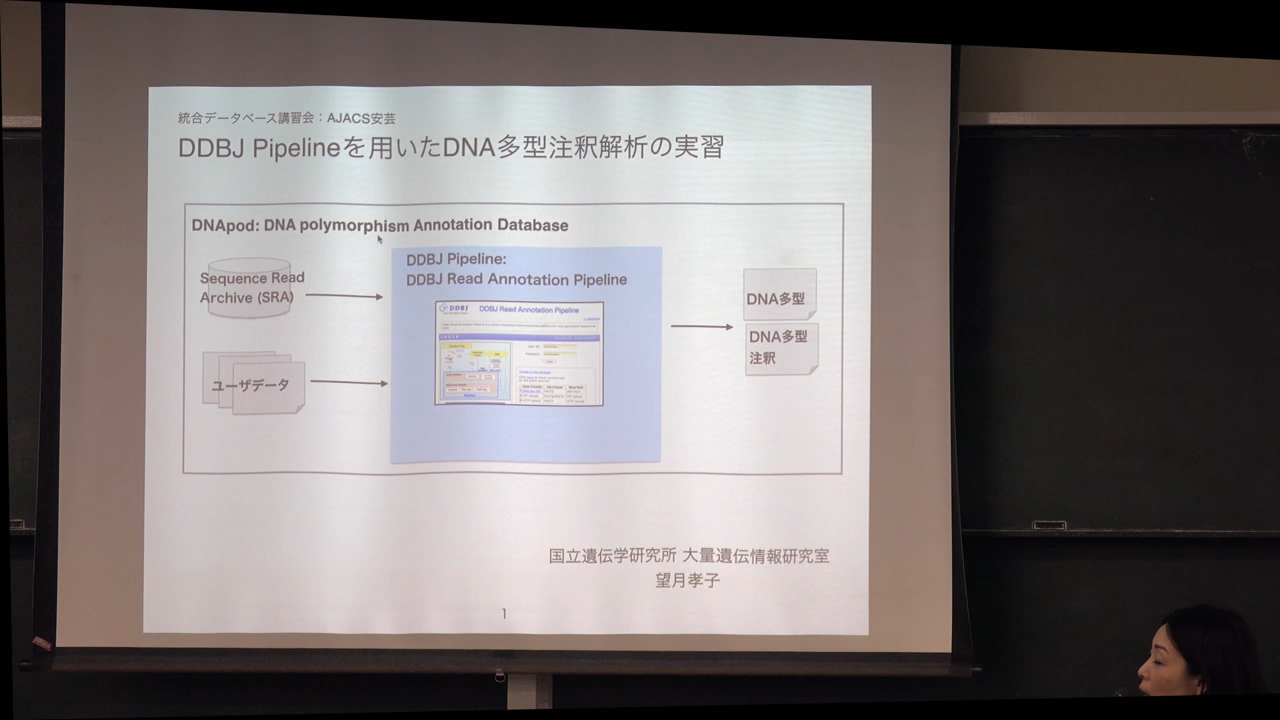 統合データベース講習会：AJACS安芸
DDBJ Pipelineを用いたDNA多型注釈解析の実習
DNApod: DNA polymorphism Annotation Database
Sequence Read
Archive (SRA)
ユーザデータ
DDBJ Pipeline:
DDBJ Read Annotation Pipeline
DDBJ
DDBJ Read Annotation Pipeline
DNA多型
DNA多型
注釈
国立遺伝学研究所 大量遺伝情報研究室
望月孝子
1